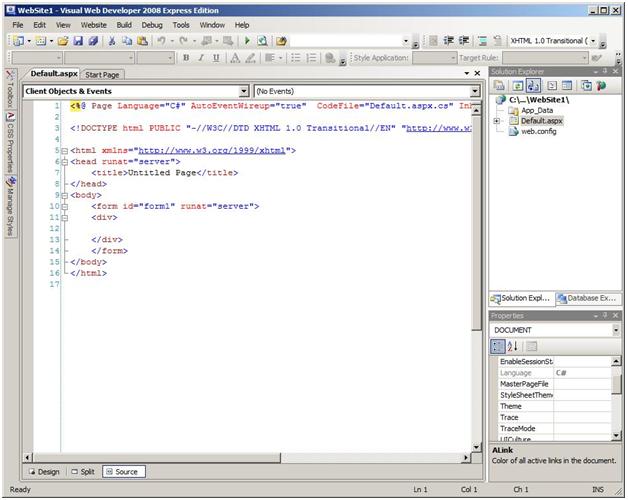 WebSite1 - Visual Web Developer 2008 Express Edition
File Edit View Website Build Debug Tools Window Help
XHTML 1.0 Transitional (
Style Application: Target Rule:
Toolbox
CSS Properties
Manage Styles
Default.aspx Start Page
Client Objects & Events (No Events)
1 <%@ Page Language="C#" AutoEventWireup="true" CodeFile="Default.aspx.cs" Inh
2
3 <!DOCTYPE html PUBLIC "-//W3C//DTD XHTML 1.0 Transitional//EN" "http://www.w3
4
5 <html xmlns="http://www.w3.org/1999/xhtml">
6 <head runat="server">
7 <title>Untitled Page</title>
8 </head>
9 <body>
10 <form id="form1" runat="server">
11 <div>
12
13 </div>
14 </form>
15 </body>
16 </html>
17
Design Split Source
Solution Explorer
C:\...\WebSite1\
App_Data
Default.aspx
web.config
Solution Expl... Database Ex...
Properties
DOCUMENT
EnableSessionSta
Language C#
MasterPageFile
StyleSheetTheme
Theme
Trace
TraceMode
UICulture
ALink
Color of all active links in the document.
Ready Ln 1 Col 1 Ch 1 INS